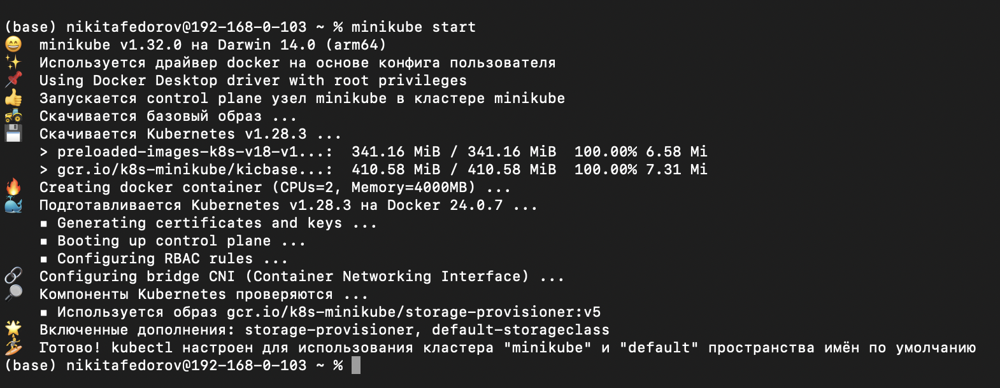 (base) nikitafedorov@192-168-0-103 ~ % minikube start
😄 minikube v1.32.0 на Darwin 14.0 (arm64)
✨ Используется драйвер docker на основе конфига пользователя
📌 Using Docker Desktop driver with root privileges
👍 Запускается control plane узел minikube в кластере minikube
🚜 Скачивается базовый образ ...
💾 Скачивается Kubernetes v1.28.3 ...
> preloaded-images-k8s-v18-v1...: 341.16 MiB / 341.16 MiB 100.00% 6.58 Mi
> gcr.io/k8s-minikube/kicbase...: 410.58 MiB / 410.58 MiB 100.00% 7.31 Mi
🔥 Creating docker container (CPUs=2, Memory=4000MB) ...
🐳 Подготавливается Kubernetes v1.28.3 на Docker 24.0.7 ...
▪ Generating certificates and keys ...
▪ Booting up control plane ...
▪ Configuring RBAC rules ...
🔗 Configuring bridge CNI (Container Networking Interface) ...
🔎 Компоненты Kubernetes проверяются ...
▪ Используется образ gcr.io/k8s-minikube/storage-provisioner:v5
🌟 Включенные дополнения: storage-provisioner, default-storageclass
🏄 Готово! kubectl настроен для использования кластера "minikube" и "default" пространства имён по умолчанию
(base) nikitafedorov@192-168-0-103 ~ %